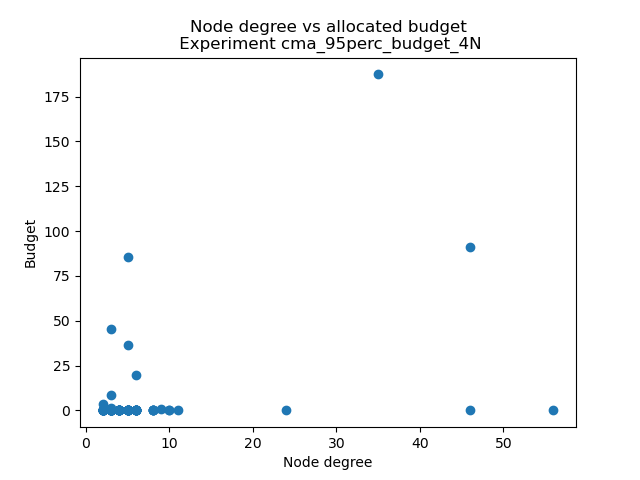 Node degree vs allocated budget
Experiment cma_95perc_budget_4N
175
150
125
100
75
50
25
0
Budget
0 10 20 30 40 50
Node degree